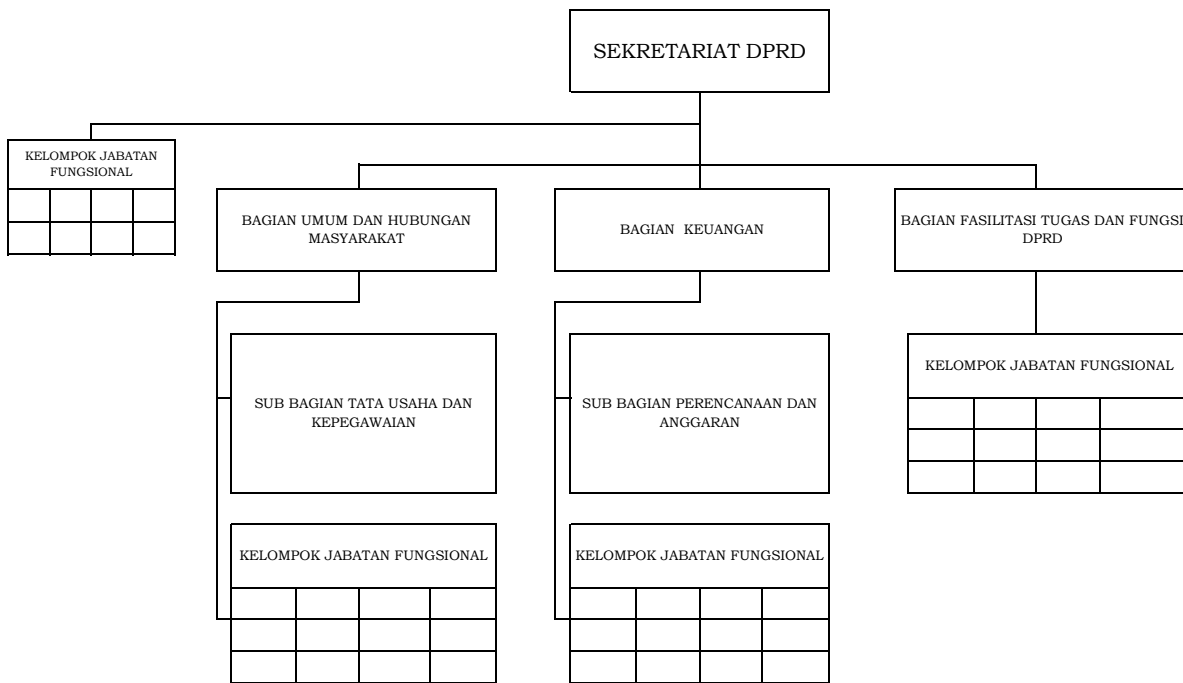 SEKRETARIAT DPRD
KELOMPOK JABATAN
FUNGSIONAL
BAGIAN UMUM DAN HUBUNGAN
MASYARAKAT
BAGIAN KEUANGAN
BAGIAN FASILITASI TUGAS DAN FUNGSI
DPRD
SUB BAGIAN TATA USAHA DAN
KEPEGAWAIAN
SUB BAGIAN PERENCANAAN DAN
ANGGARAN
KELOMPOK JABATAN FUNGSIONAL
KELOMPOK JABATAN FUNGSIONAL
KELOMPOK JABATAN FUNGSIONAL